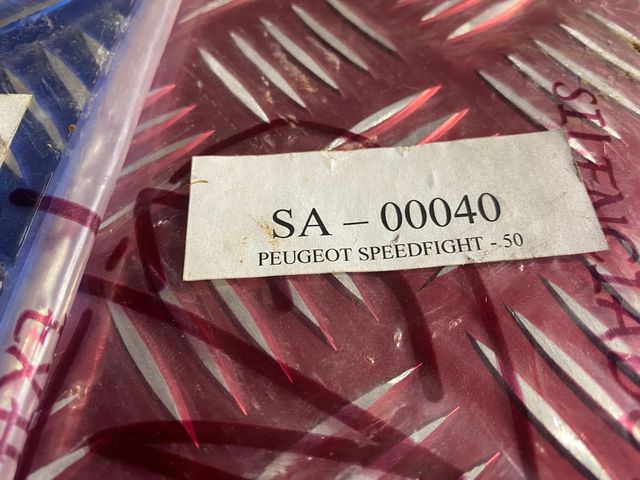 SA – 00040
PEUGEOT SPEEDFIGHT - 50